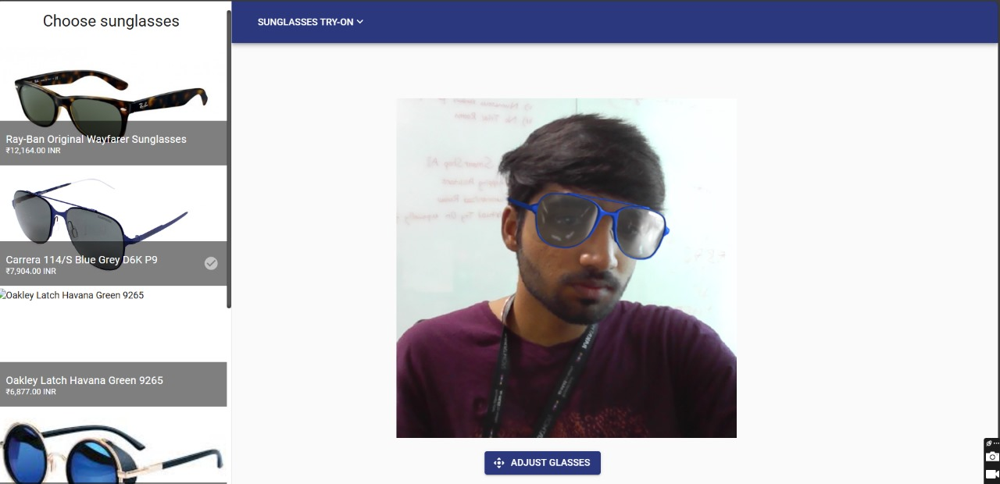 Choose sunglasses
SUNGLASSES TRY-ON
Ray-Ban
Ray-Ban Original Wayfarer Sunglasses
₹12,164.00 INR
Carrera 114/S Blue Grey D6K P9
₹7,904.00 INR
Oakley Latch Havana Green 9265
Oakley Latch Havana Green 9265
₹6,877.00 INR
ADJUST GLASSES